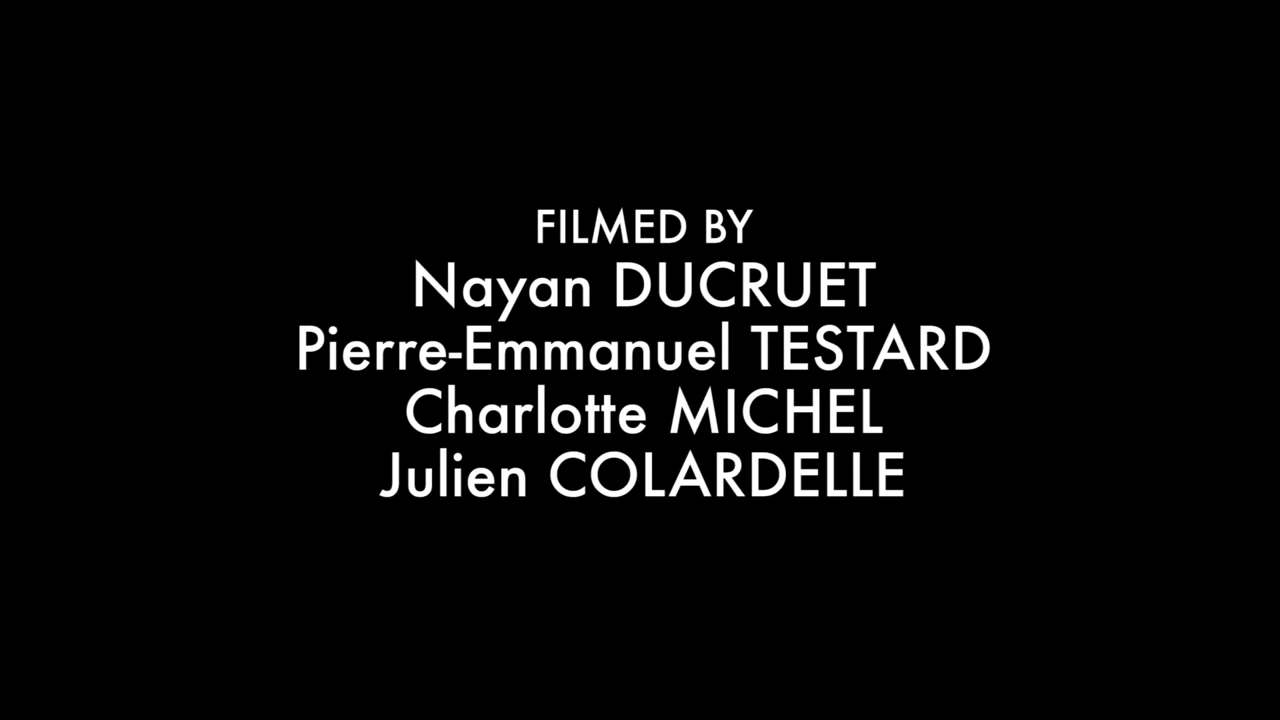 FILMED BY
Nayan DUCRUET
Pierre-Emmanuel TESTARD
Charlotte MICHEL
Julien COLARDELLE